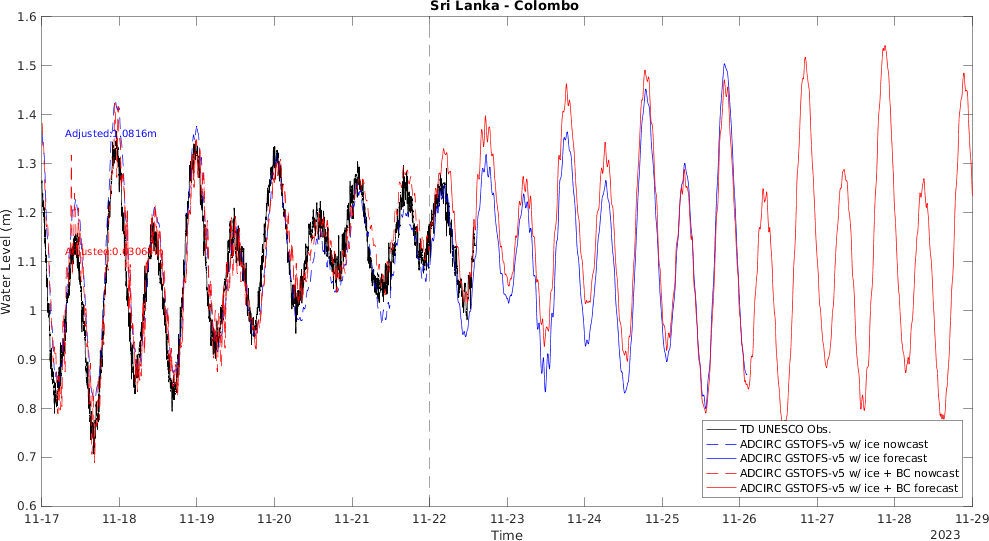 Sri Lanka - Colombo
Water Level (m)
1.6
1.5
1.4
1.3
1.2
1.1
1
0.9
0.8
0.7
0.6
Adjusted:1.0816m
TD UNESCO Obs.
ADCIRC GSTOFS-v5 w/ ice nowcast
ADCIRC GSTOFS-v5 w/ ice forecast
ADCIRC GSTOFS-v5 w/ ice + BC nowcast
ADCIRC GSTOFS-v5 w/ ice + BC forecast
11-17 11-18 11-19 11-20 11-21 11-22 11-23 11-24 11-25 11-26 11-27 11-28 11-29
Time
2023